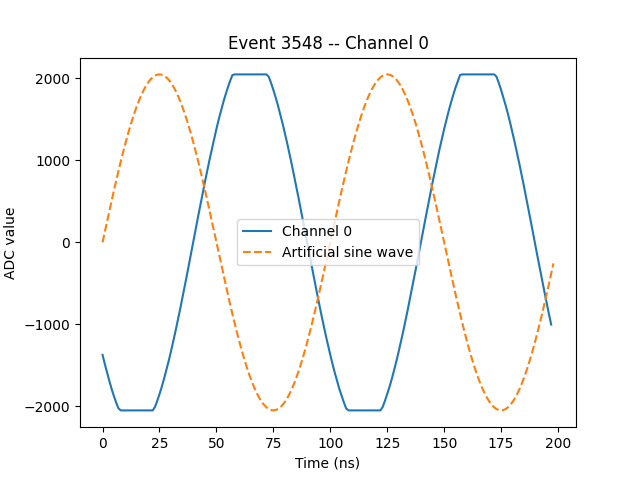 Event 3548 -- Channel 0
ADC value
2000
1000
0
−1000
−2000
Channel 0
Artificial sine wave
0 25 50 75 100 125 150 175 200
Time (ns)